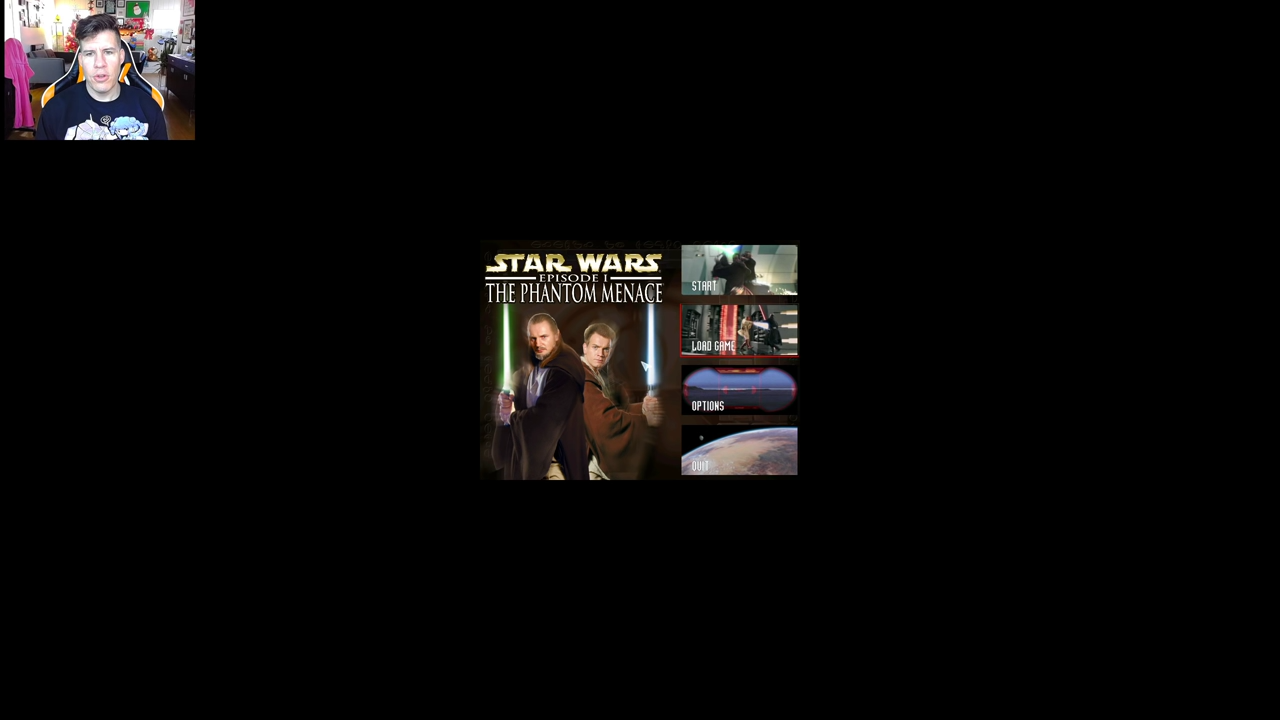 STAR WARS
EPISODE I
THE PHANTOM MENACE
START
LOAD GAME
OPTIONS
QUIT